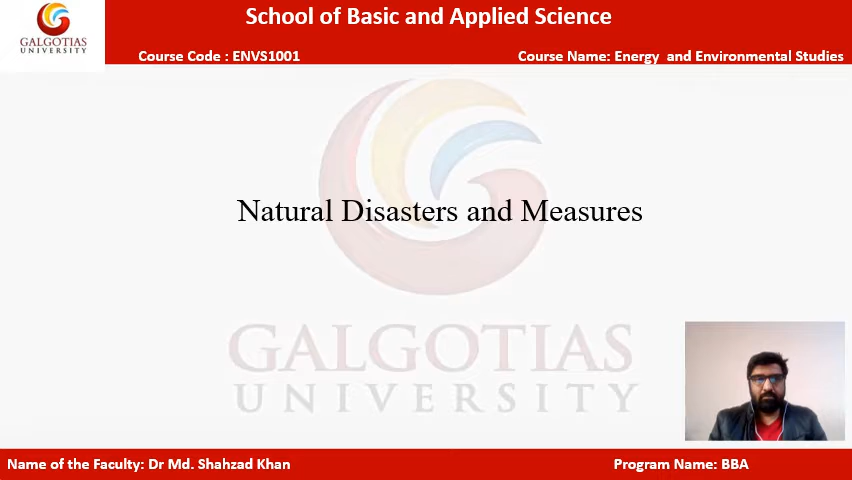 School of Basic and Applied Science
GALGOTIAS
UNIVERSITY
Course Code : ENVS1001
Course Name: Energy and Environmental Studies
Natural Disasters and Measures
GALGOTIAS
UNIVERSITY
Name of the Faculty: Dr Md. Shahzad Khan
Program Name: BBA